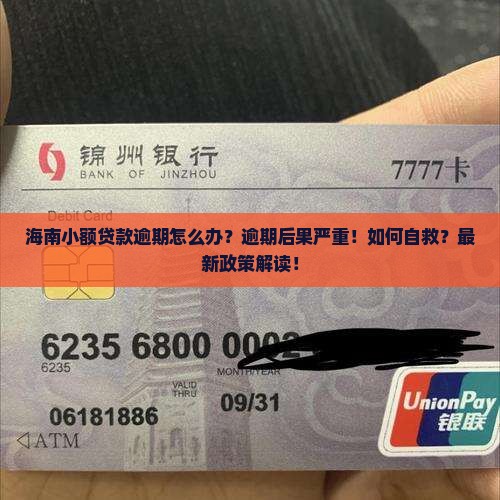 锦州银行
BANK OF JINZHOU
7777卡
Debit Card
海南小额贷款逾期怎么办？逾期后果严重！如何自救？最
新政策解读！
6235 6800 0002
6235
MONTH/YEAR
VALID
THRU
09/31
06181886
ATM
UnionPay
银联